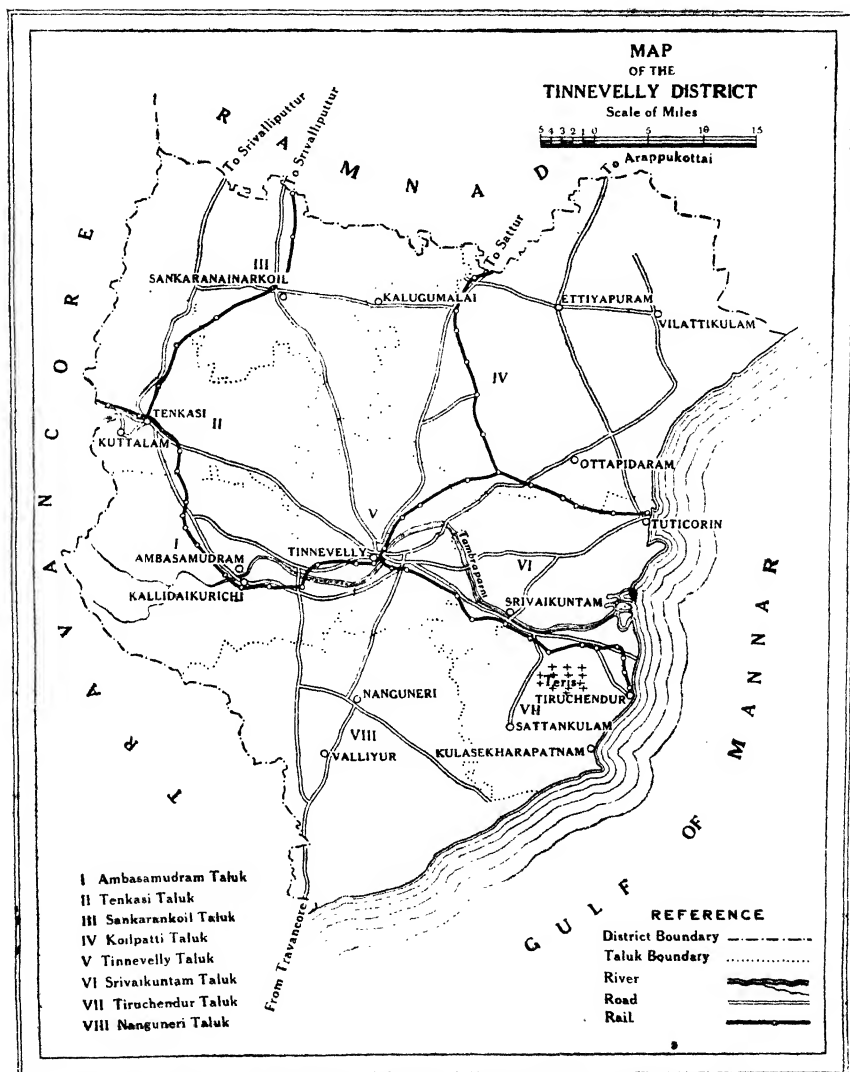 MAP
OF THE
TINNEVELLY DISTRICT
Scale of Miles
5 4 3 2 1 0 5 10 15
To Arappukottai
To Srivalliputtur
To Srivalliputtur
RAMNAD
To Sattur
III
SANKARANAINARKOIL
KALUGUMALAI
ETTIYAPURAM
VILATTIKULAM
IV
TENKASI
II
KUTTALAM
OTTAPIDARAM
V
TUTICORIN
TINNEVELLY
Tambraparni
VI
I
AMBASAMUDRAM
KALLIDAIKURICHI
SRIVAIKUNTAM
Teris
TIRUCHENDUR
NANGUNERI
VII
SATTANKULAM
VIII
VALLIYUR
KULASEKHARAPATNAM
TRAVANCORE
GULF OF MANNAR
From Travancore
I Ambasamudram Taluk
II Tenkasi Taluk
III Sankarankoil Taluk
IV Koilpatti Taluk
V Tinnevelly Taluk
VI Srivaikuntam Taluk
VII Tiruchendur Taluk
VIII Nanguneri Taluk
REFERENCE
District Boundary
Taluk Boundary
River
Road
Rail